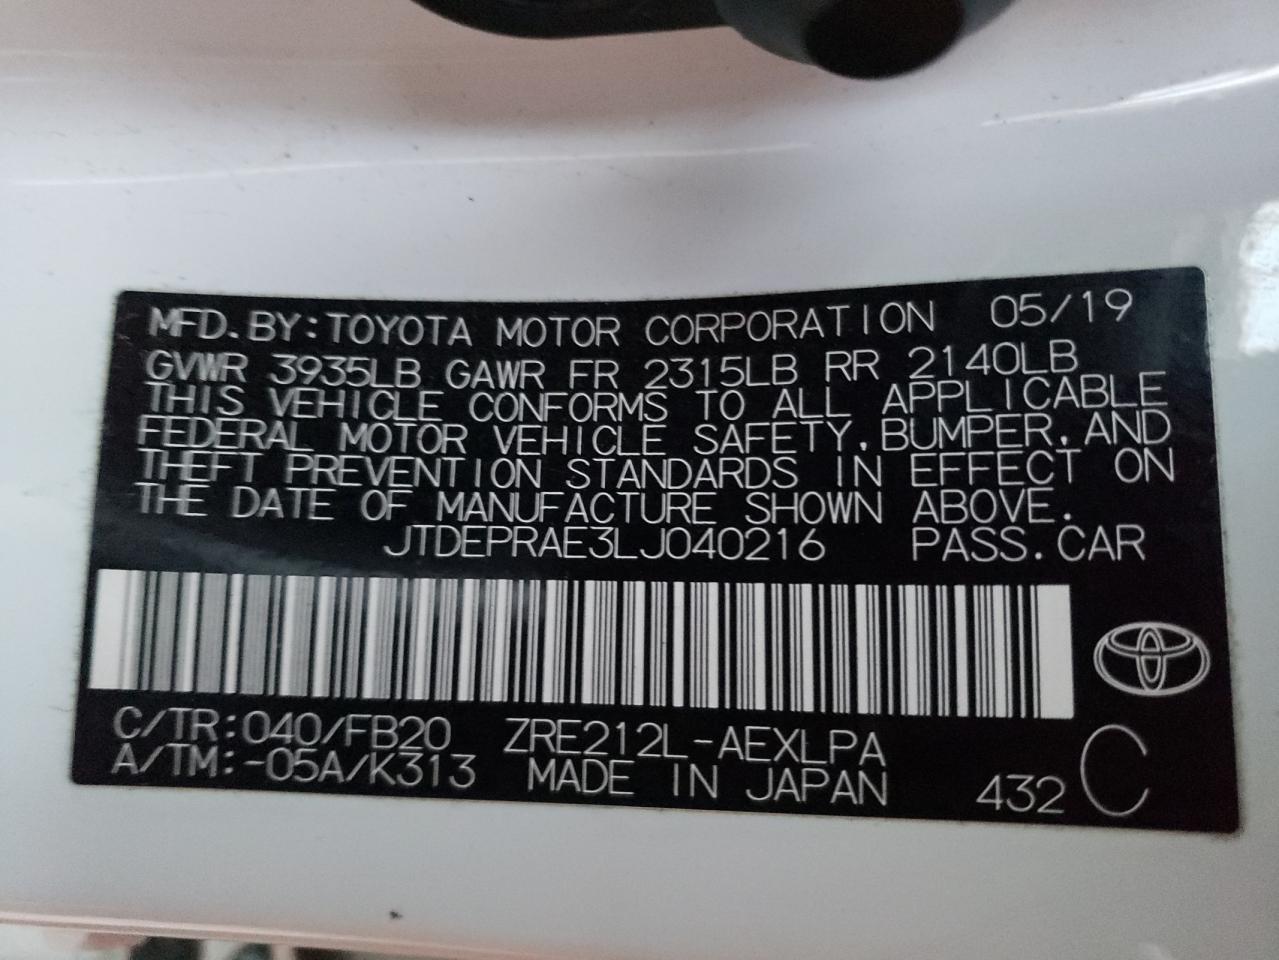 MFD.BY:TOYOTA MOTOR CORPORATION 05/19
GVWR 3935LB GAWR FR 2315LB RR 2140LB
THIS VEHICLE CONFORMS TO ALL APPLICABLE
FEDERAL MOTOR VEHICLE SAFETY,BUMPER,AND
THEFT PREVENTION STANDARDS IN EFFECT ON
THE DATE OF MANUFACTURE SHOWN ABOVE.
JTDEPRAE3LJ040216 PASS.CAR
C/TR:040/FB20 ZRE212L-AEXLPA
A/TM:-05A/K313 MADE IN JAPAN 432 C